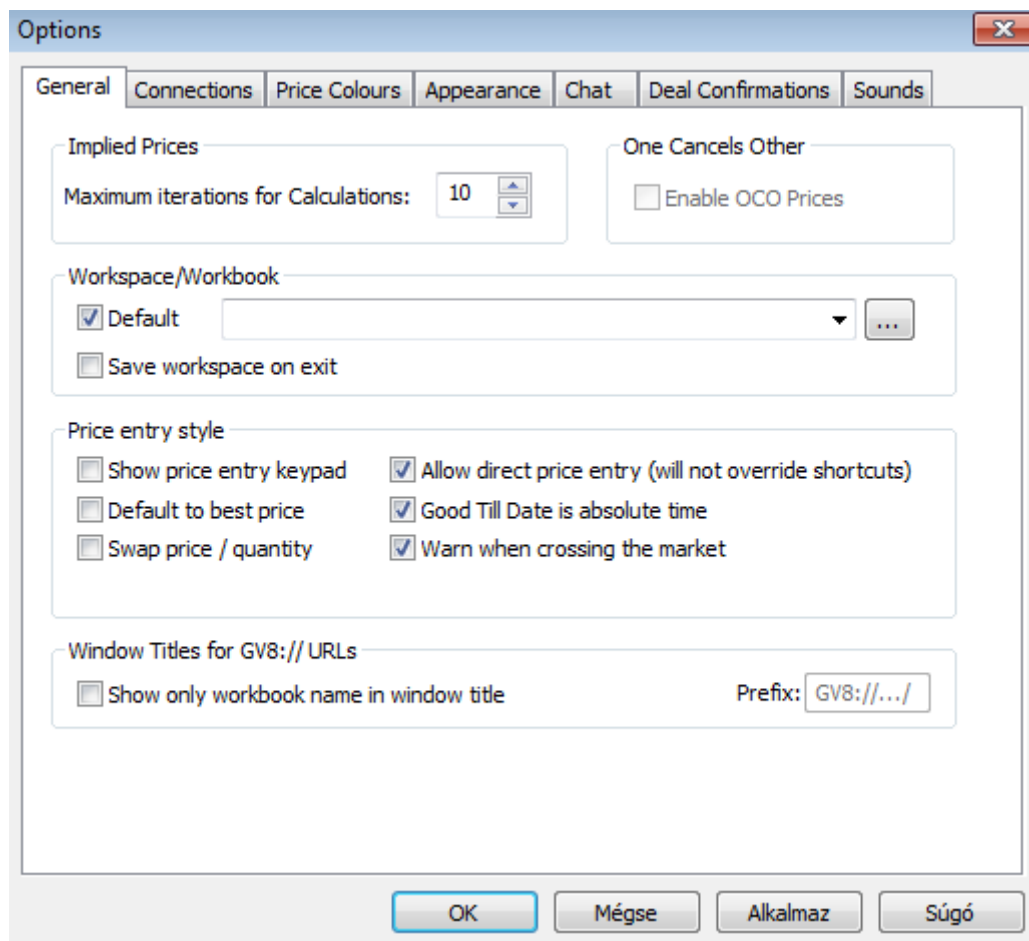 Options
General Connections Price Colours Appearance Chat Deal Confirmations Sounds
Implied Prices One Cancels Other
Maximum iterations for Calculations: 10 Enable OCO Prices
Workspace/Workbook
Default ...
Save workspace on exit
Price entry style
Show price entry keypad Allow direct price entry (will not override shortcuts)
Default to best price Good Till Date is absolute time
Swap price / quantity Warn when crossing the market
Window Titles for GV8:// URLs
Show only workbook name in window title Prefix: GV8://.../
OK Mégse Alkalmaz Súgó